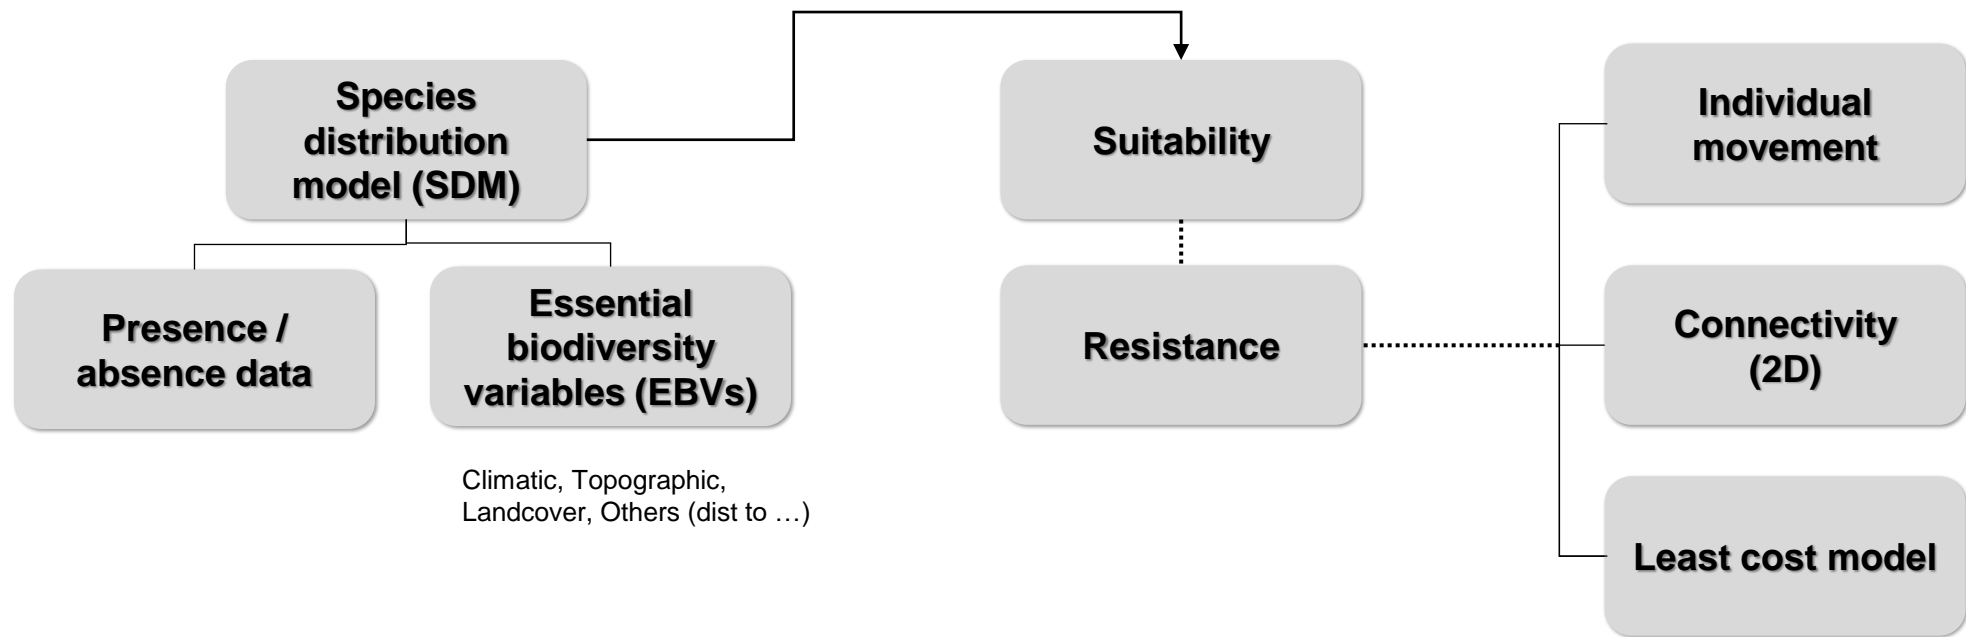 Species
distribution
model (SDM)
Presence /
absence data
Essential
biodiversity
variables (EBVs)
Climatic, Topographic,
Landcover, Others (dist to …)
Suitability
Resistance
Individual
movement
Connectivity
(2D)
Least cost model